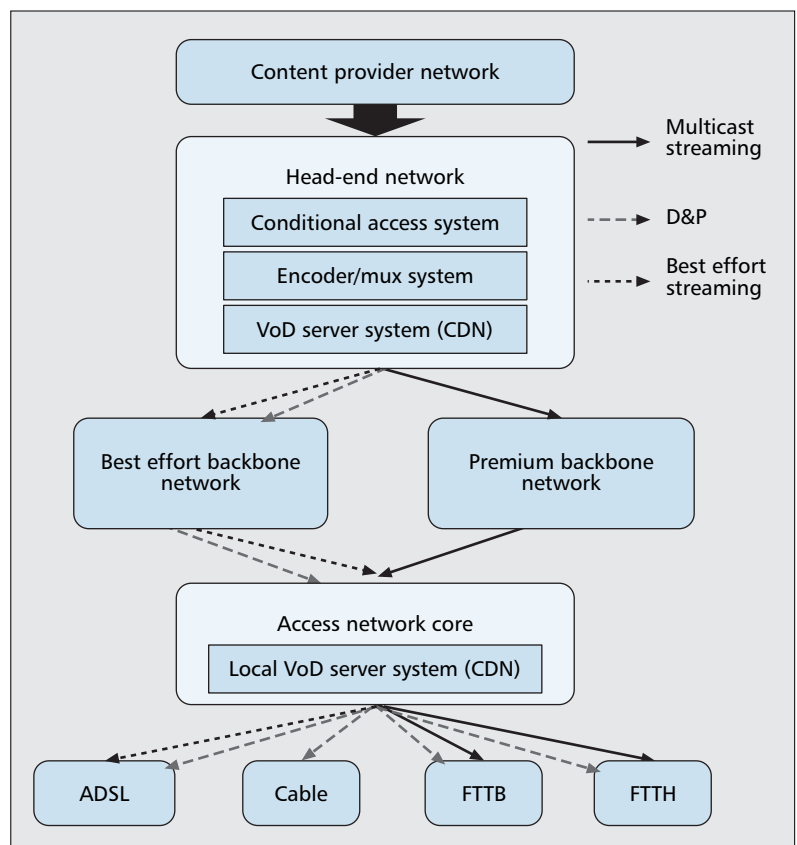 Content provider network
Multicast
streaming
Head-end network
Conditional access system
D&P
Encoder/mux system
Best effort
streaming
VoD server system (CDN)
Best effort backbone
network
Premium backbone
network
Access network core
Local VoD server system (CDN)
ADSL
Cable
FTTB
FTTH